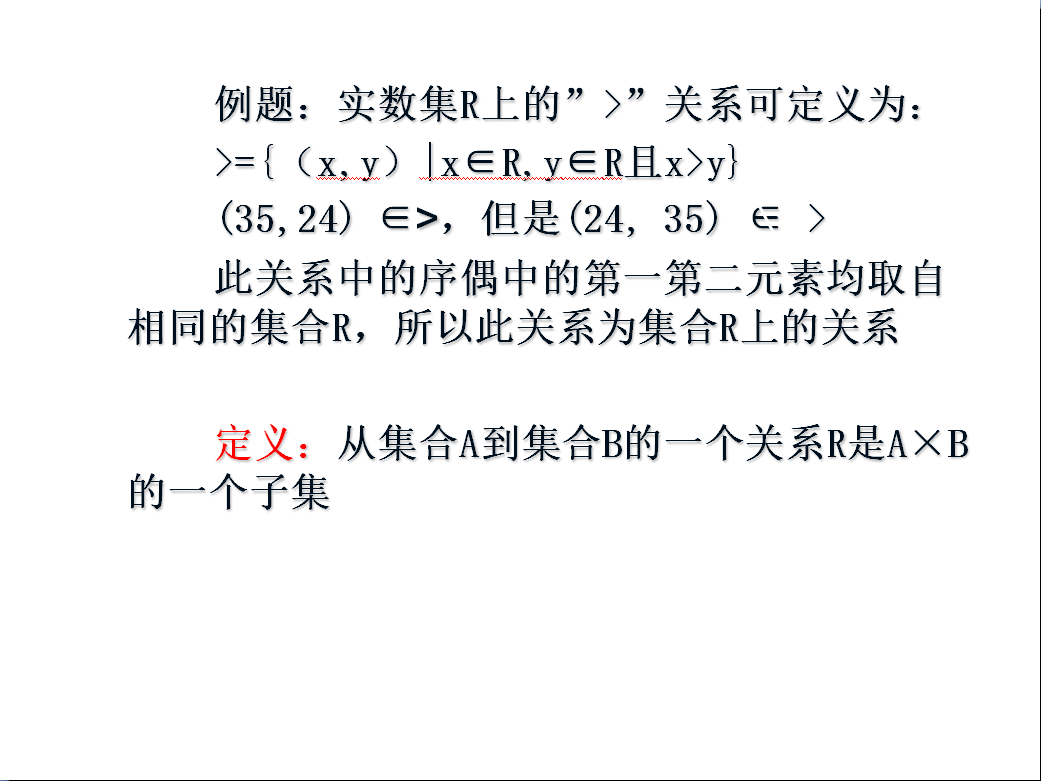 例题：实数集R上的”>”关系可定义为：
>={（x,y）|x∈R,y∈R且x>y}
(35,24) ∈>，但是(24, 35) ∈ >
此关系中的序偶中的第一第二元素均取自
相同的集合R，所以此关系为集合R上的关系
定义：从集合A到集合B的一个关系R是A×B
的一个子集